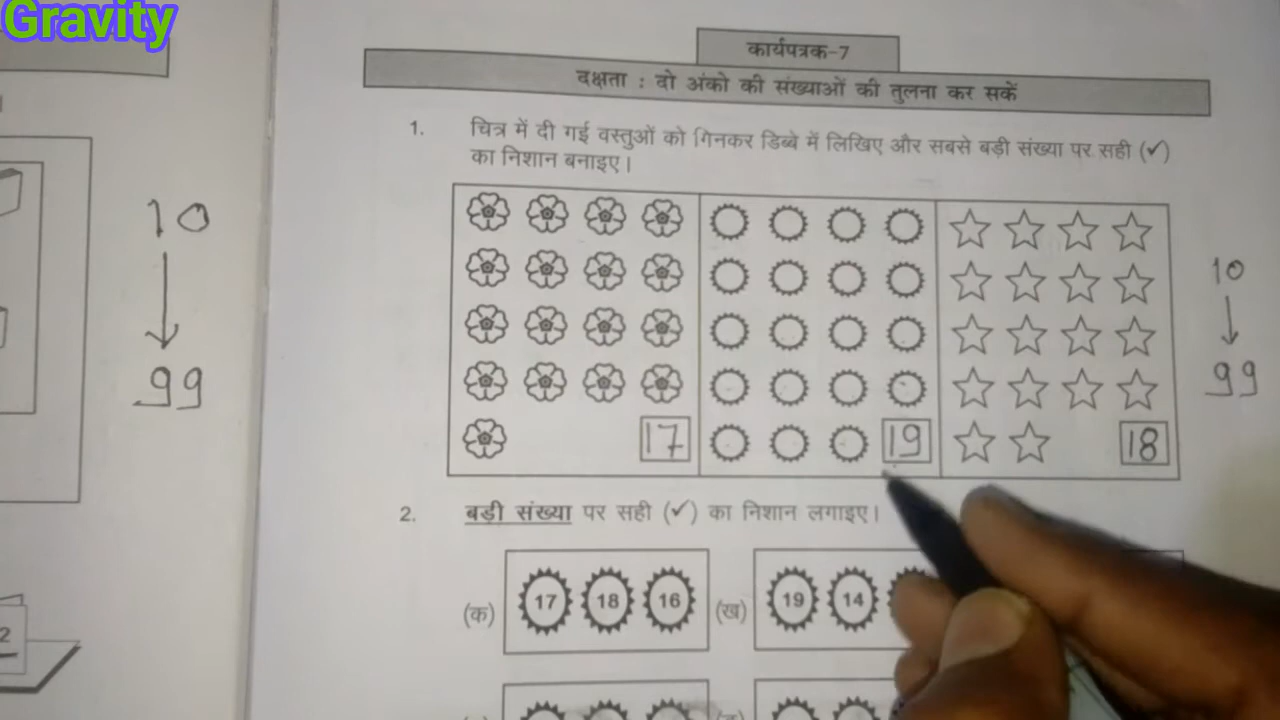 Gravity
कार्यपत्रक-7
दक्षता : दो अंको की संख्याओं की तुलना कर सकें
1. चित्र में दी गई वस्तुओं को गिनकर डिब्बे में लिखिए और सबसे बड़ी संख्या पर सही (✓)
का निशान बनाइए।
10
99
10
99
17 19 18
2. बड़ी संख्या पर सही (✓) का निशान लगाइए।
(क) 17 18 16 (ख) 19 14
2